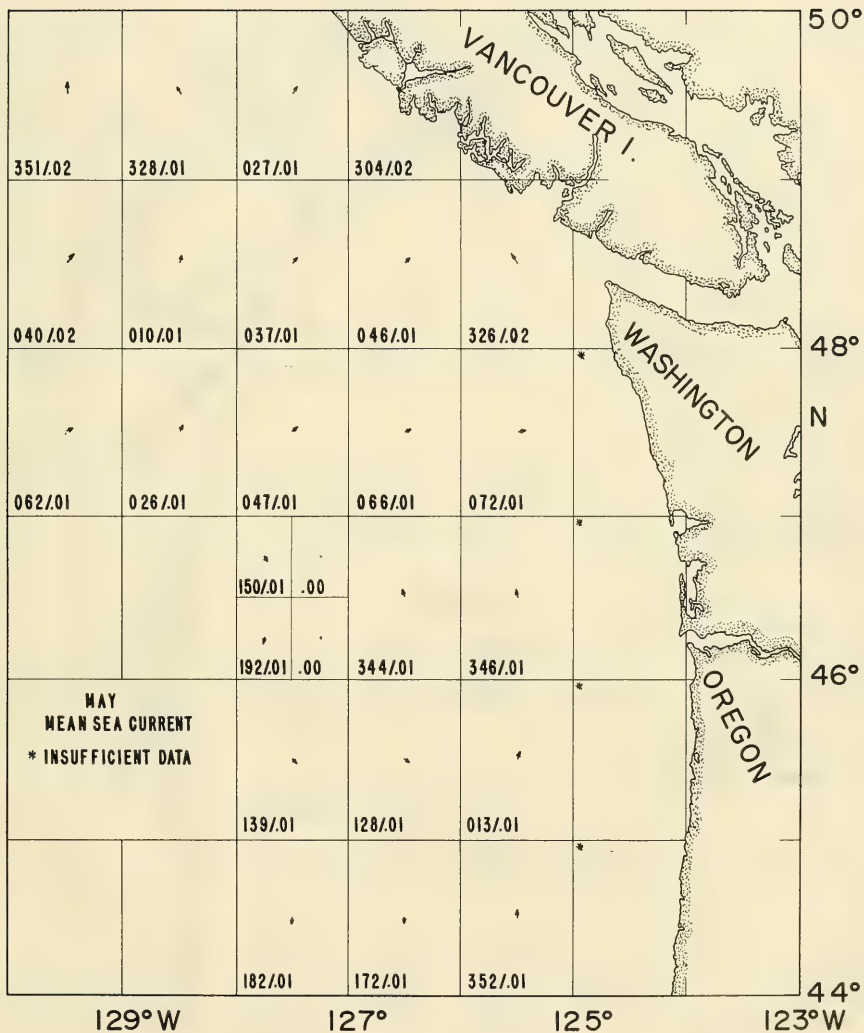 50°
VANCOUVER I.
351/.02 328/.01 027/.01 304/.02
040/.02 010/.01 037/.01 046/.01 326/.02
48°
WASHINGTON
N
062/.01 026/.01 047/.01 066/.01 072/.01
*
*
150/.01 .00
192/.01 .00 344/.01 346/.01
46°
*
OREGON
MAY
MEAN SEA CURRENT
* INSUFFICIENT DATA
139/.01 128/.01 013/.01
*
182/.01 172/.01 352/.01
44°
129°W 127° 125° 123°W